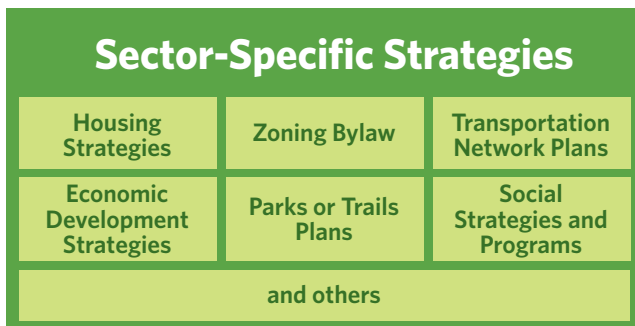 Sector-Specific Strategies
Housing
Strategies
Zoning Bylaw
Transportation
Network Plans
Economic
Development
Strategies
Parks or Trails
Plans
Social
Strategies and
Programs
and others